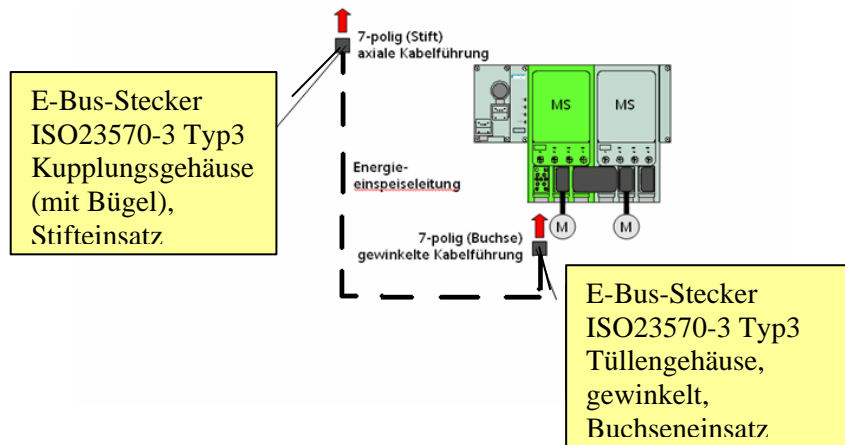 7-polig (Stift)
axiale Kabelführung
E-Bus-Stecker
ISO23570-3 Typ3
Kupplungsgehäuse
(mit Bügel),
Stifteinsatz
MS
MS
Energie-
einspeiseleitung
M
M
7-polig (Buchse)
gewinkelte Kabelführung
E-Bus-Stecker
ISO23570-3 Typ3
Tüllengehäuse,
gewinkelt,
Buchseneinsatz